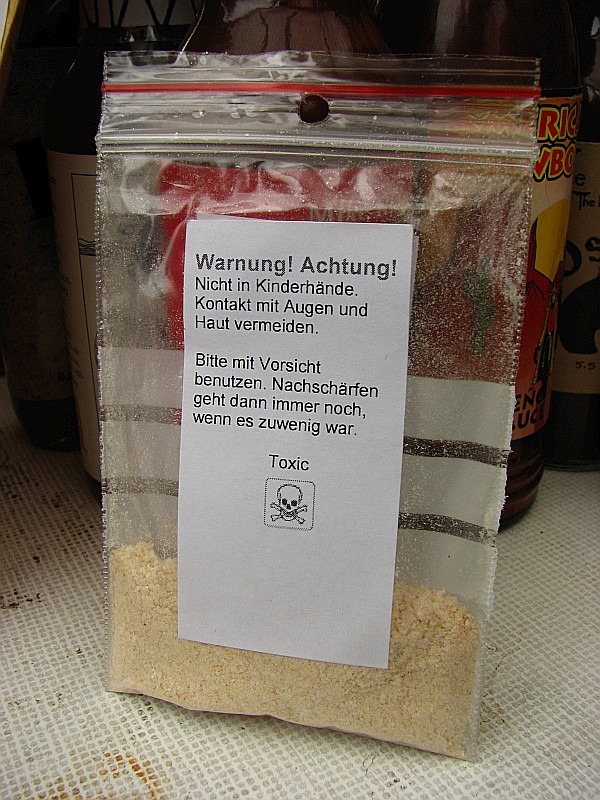 Warnung! Achtung!
Nicht in Kinderhände.
Kontakt mit Augen und
Haut vermeiden.
Bitte mit Vorsicht
benutzen. Nachschärfen
geht dann immer noch,
wenn es zuwenig war.
Toxic